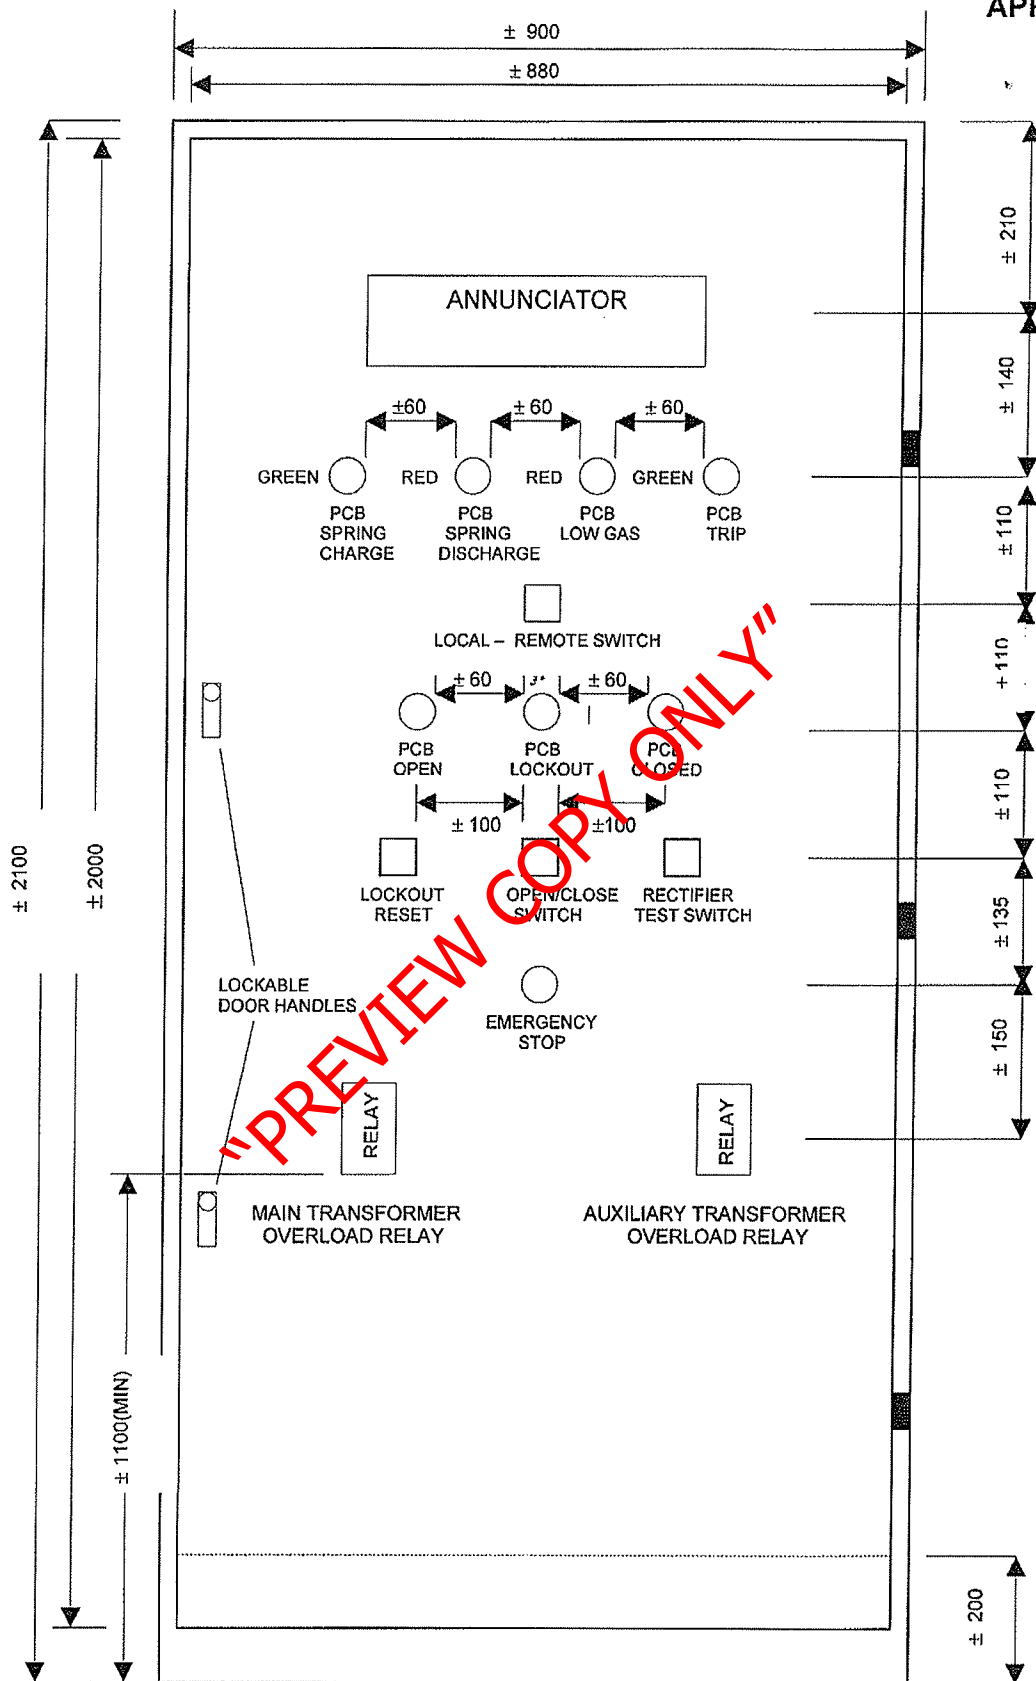 APP
± 900
± 880
± 210
ANNUNCIATOR
± 140
±60
± 60
± 60
GREEN
RED
RED
GREEN
PCB
SPRING
CHARGE
PCB
SPRING
DISCHARGE
PCB
LOW GAS
PCB
TRIP
±110
LOCAL – REMOTE SWITCH
+110
± 60
± 60
PCB
OPEN
PCB
LOCKOUT
PCB
CLOSED
± 110
± 100
±100
± 2100
± 2000
LOCKOUT
RESET
OPEN/CLOSE
SWITCH
RECTIFIER
TEST SWITCH
±135
LOCKABLE
DOOR HANDLES
EMERGENCY
STOP
± 150
RELAY
RELAY
MAIN TRANSFORMER
OVERLOAD RELAY
AUXILIARY TRANSFORMER
OVERLOAD RELAY
± 1100(MIN)
± 200
"PREVIEW COPY ONLY"